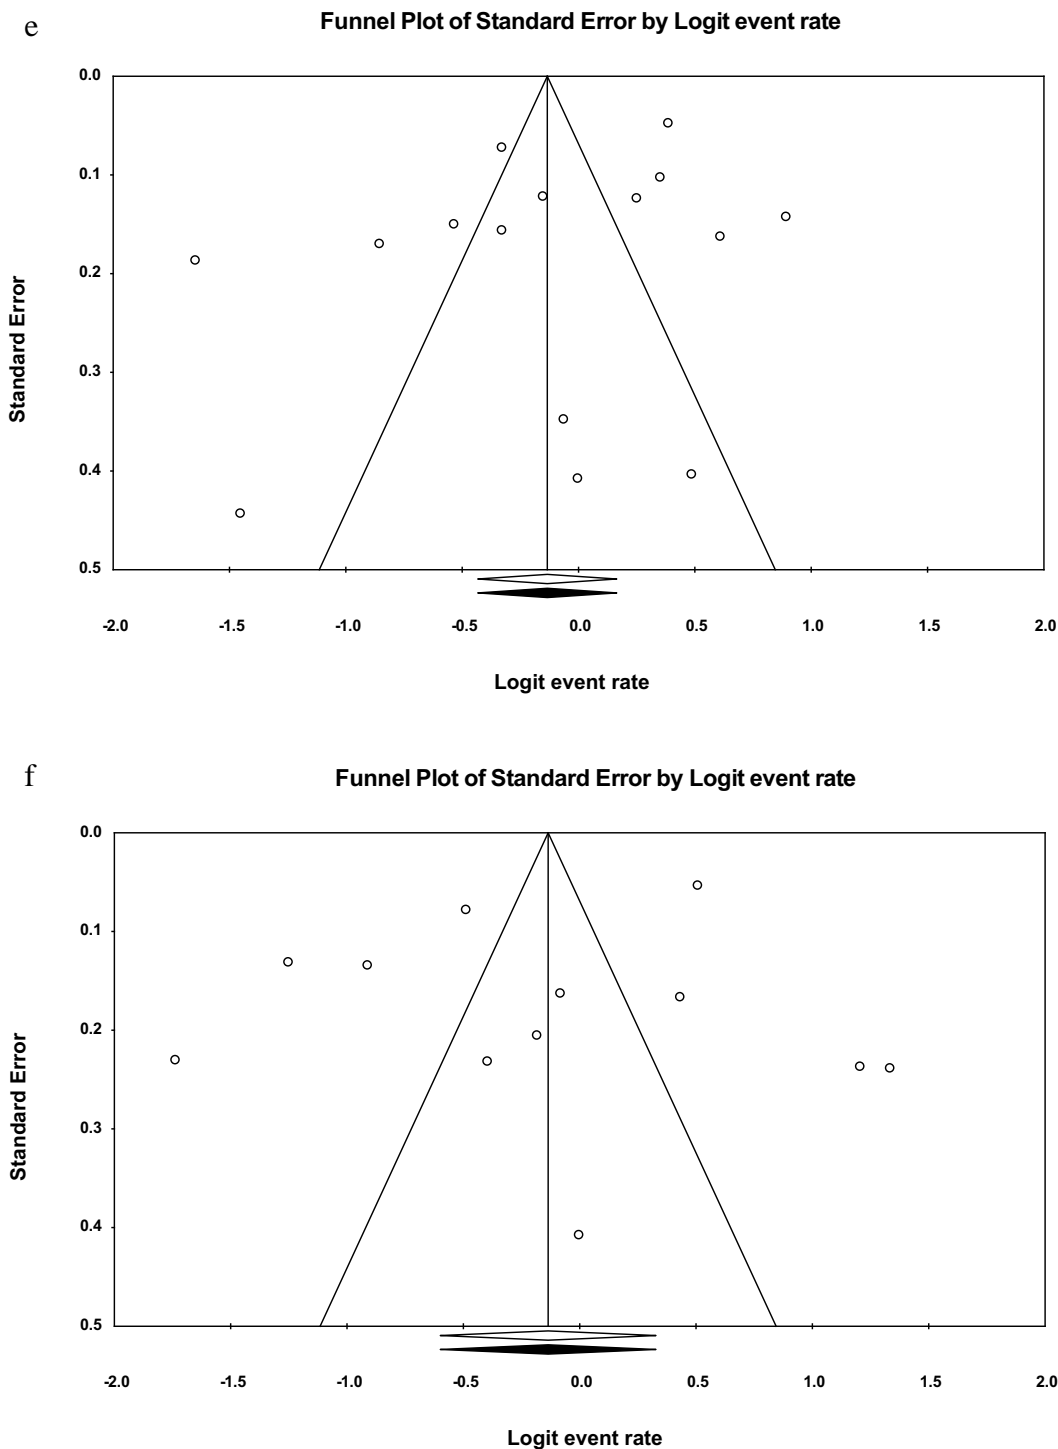 e
Funnel Plot of Standard Error by Logit event rate
0.0
0.1
0.2
0.3
0.4
0.5
Standard Error
-2.0 -1.5 -1.0 -0.5 0.0 0.5 1.0 1.5 2.0
Logit event rate
f
Funnel Plot of Standard Error by Logit event rate
0.0
0.1
0.2
0.3
0.4
0.5
Standard Error
-2.0 -1.5 -1.0 -0.5 0.0 0.5 1.0 1.5 2.0
Logit event rate